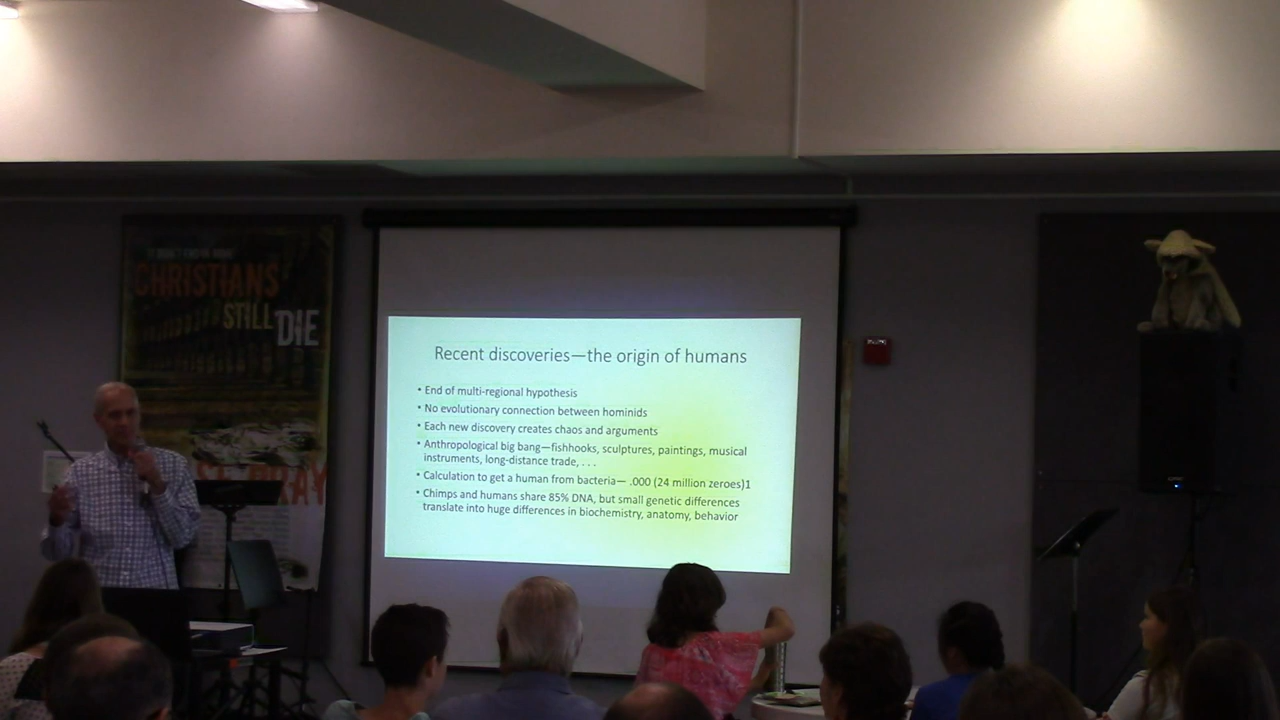 CHRISTIANS
STILL
DIE
Recent discoveries—the origin of humans
• End of multi-regional hypothesis
• No evolutionary connection between hominids
• Each new discovery creates chaos and arguments
• Anthropological big bang—fishhooks, sculptures, paintings, musical
instruments, long-distance trade, . . .
• Calculation to get a human from bacteria— .000 (24 million zeroes)1
• Chimps and humans share 85% DNA, but small genetic differences
translate into huge differences in biochemistry, anatomy, behavior